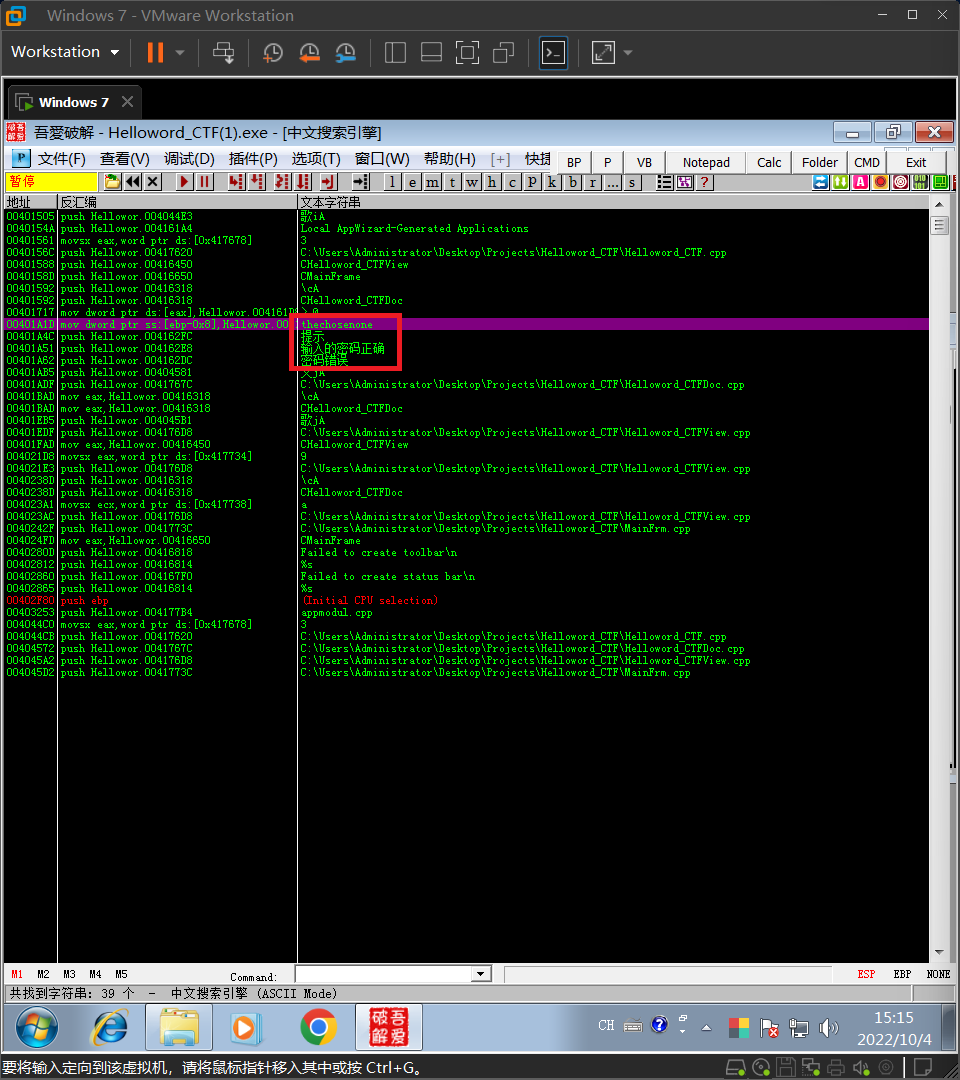 Windows 7 - VMware Workstation
Workstation
Windows 7
吾愛破解 - Helloword_CTF(1).exe - [中文搜索引擎]
文件(F) 查看(V) 调试(D) 插件(P) 选项(T) 窗口(W) 帮助(H) [+] 快捷 BP P VB Notepad Calc Folder CMD Exit
暂停 l e m t w h c P k b r ... s ?
地址 反汇编 文本字符串
00401505 push Hellowor.004044E3 歌iA
0040154A push Hellowor.004161A4 Local AppWizard-Generated Applications
00401561 movsx eax,word ptr ds:[0x417678] 3
0040156C push Hellowor.00417620 C:\Users\Administrator\Desktop\Projects\Helloword_CTF\Helloword_CTF.cpp
00401588 push Hellowor.00416450 CHelloword_CTFView
0040158D push Hellowor.00416650 CMainFrame
00401592 push Hellowor.00416318 \cA
00401592 push Hellowor.00416318 CHelloword_CTFDoc
00401717 mov dword ptr ds:[eax],Hellowor.004161D
00401A1D mov dword ptr ss:[ebp-0x8],Hellowor.00 thechosenone
00401A4C push Hellowor.004162FC 提示
00401A51 push Hellowor.004162E8 输入的密码正确
00401A62 push Hellowor.004162DC 密码错误
00401AB5 push Hellowor.00404581
00401ADF push Hellowor.0041767C C:\Users\Administrator\Desktop\Projects\Helloword_CTF\Helloword_CTFDoc.cpp
00401BAD mov eax,Hellowor.00416318 \cA
00401BAD mov eax,Hellowor.00416318 CHelloword_CTFDoc
00401EB5 push Hellowor.004045B1 歌jA
00401EDF push Hellowor.004176D8 C:\Users\Administrator\Desktop\Projects\Helloword_CTF\Helloword_CTFView.cpp
00401FAD mov eax,Hellowor.00416450 CHelloword_CTFView
004021D8 movsx eax,word ptr ds:[0x417734] 9
004021E3 push Hellowor.004176D8 C:\Users\Administrator\Desktop\Projects\Helloword_CTF\Helloword_CTFView.cpp
0040238D push Hellowor.00416318 \cA
0040238D push Hellowor.00416318 CHelloword_CTFDoc
004023A1 movsx ecx,word ptr ds:[0x417738] a
004023AC push Hellowor.004176D8 C:\Users\Administrator\Desktop\Projects\Helloword_CTF\Helloword_CTFView.cpp
0040242F push Hellowor.0041773C C:\Users\Administrator\Desktop\Projects\Helloword_CTF\MainFrm.cpp
004024FD mov eax,Hellowor.00416650 CMainFrame
0040280D push Hellowor.00416818 Failed to create toolbar\n
00402812 push Hellowor.00416814 %s
00402860 push Hellowor.004167F0 Failed to create status bar\n
00402865 push Hellowor.00416814 %s
00402F80 push ebp (Initial CPU selection)
00403253 push Hellowor.004177B4 appmodul.cpp
004044C0 movsx eax,word ptr ds:[0x417678] 3
004044CB push Hellowor.00417620 C:\Users\Administrator\Desktop\Projects\Helloword_CTF\Helloword_CTF.cpp
00404572 push Hellowor.0041767C C:\Users\Administrator\Desktop\Projects\Helloword_CTF\Helloword_CTFDoc.cpp
004045A2 push Hellowor.004176D8 C:\Users\Administrator\Desktop\Projects\Helloword_CTF\Helloword_CTFView.cpp
004045D2 push Hellowor.0041773C C:\Users\Administrator\Desktop\Projects\Helloword_CTF\MainFrm.cpp
M1 M2 M3 M4 M5 Command: ESP EBP NONE
共找到字符串: 39 个 - 中文搜索引擎 (ASCII Mode)
吾愛破解
CH
15:15
2022/10/4
要将输入定向到该虚拟机，请将鼠标指针移入其中或按 Ctrl+G。